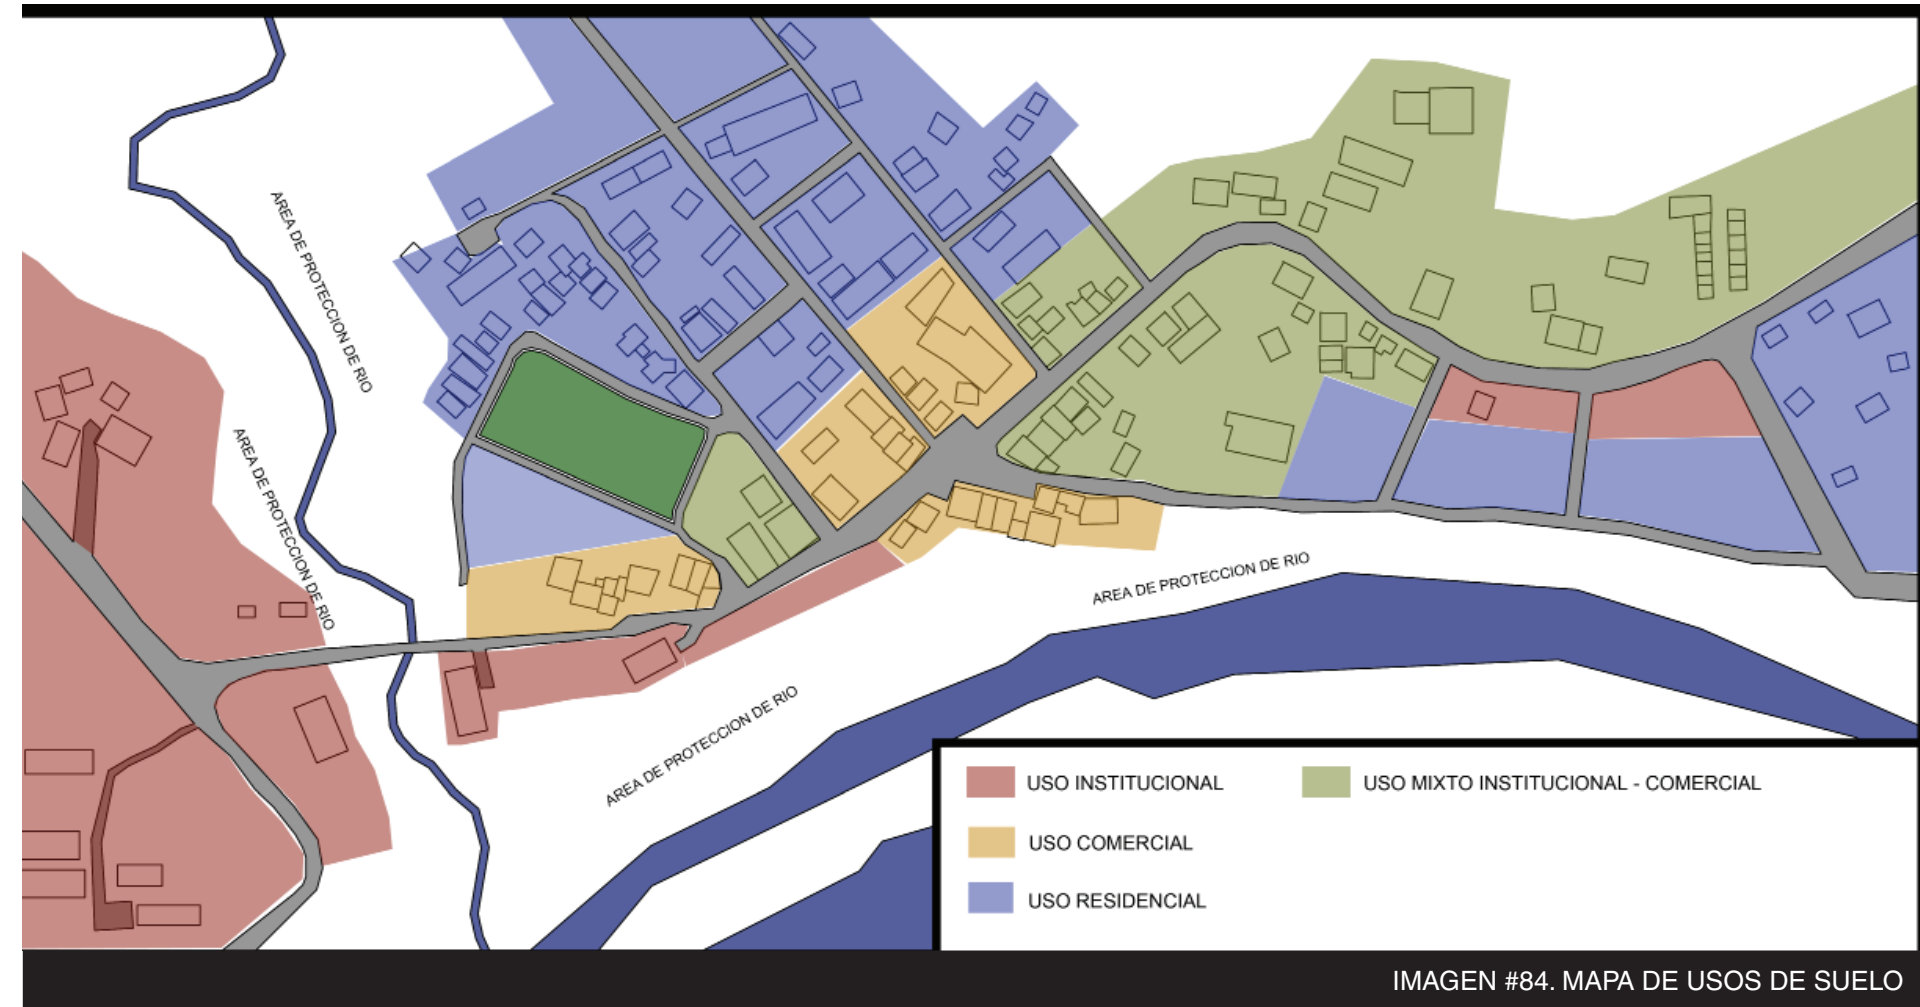 AREA DE PROTECCION DE RIO
AREA DE PROTECCION DE RIO
AREA DE PROTECCION DE RIO
AREA DE PROTECCION DE RIO
USO INSTITUCIONAL
USO MIXTO INSTITUCIONAL - COMERCIAL
USO COMERCIAL
USO RESIDENCIAL
IMAGEN #84. MAPA DE USOS DE SUELO